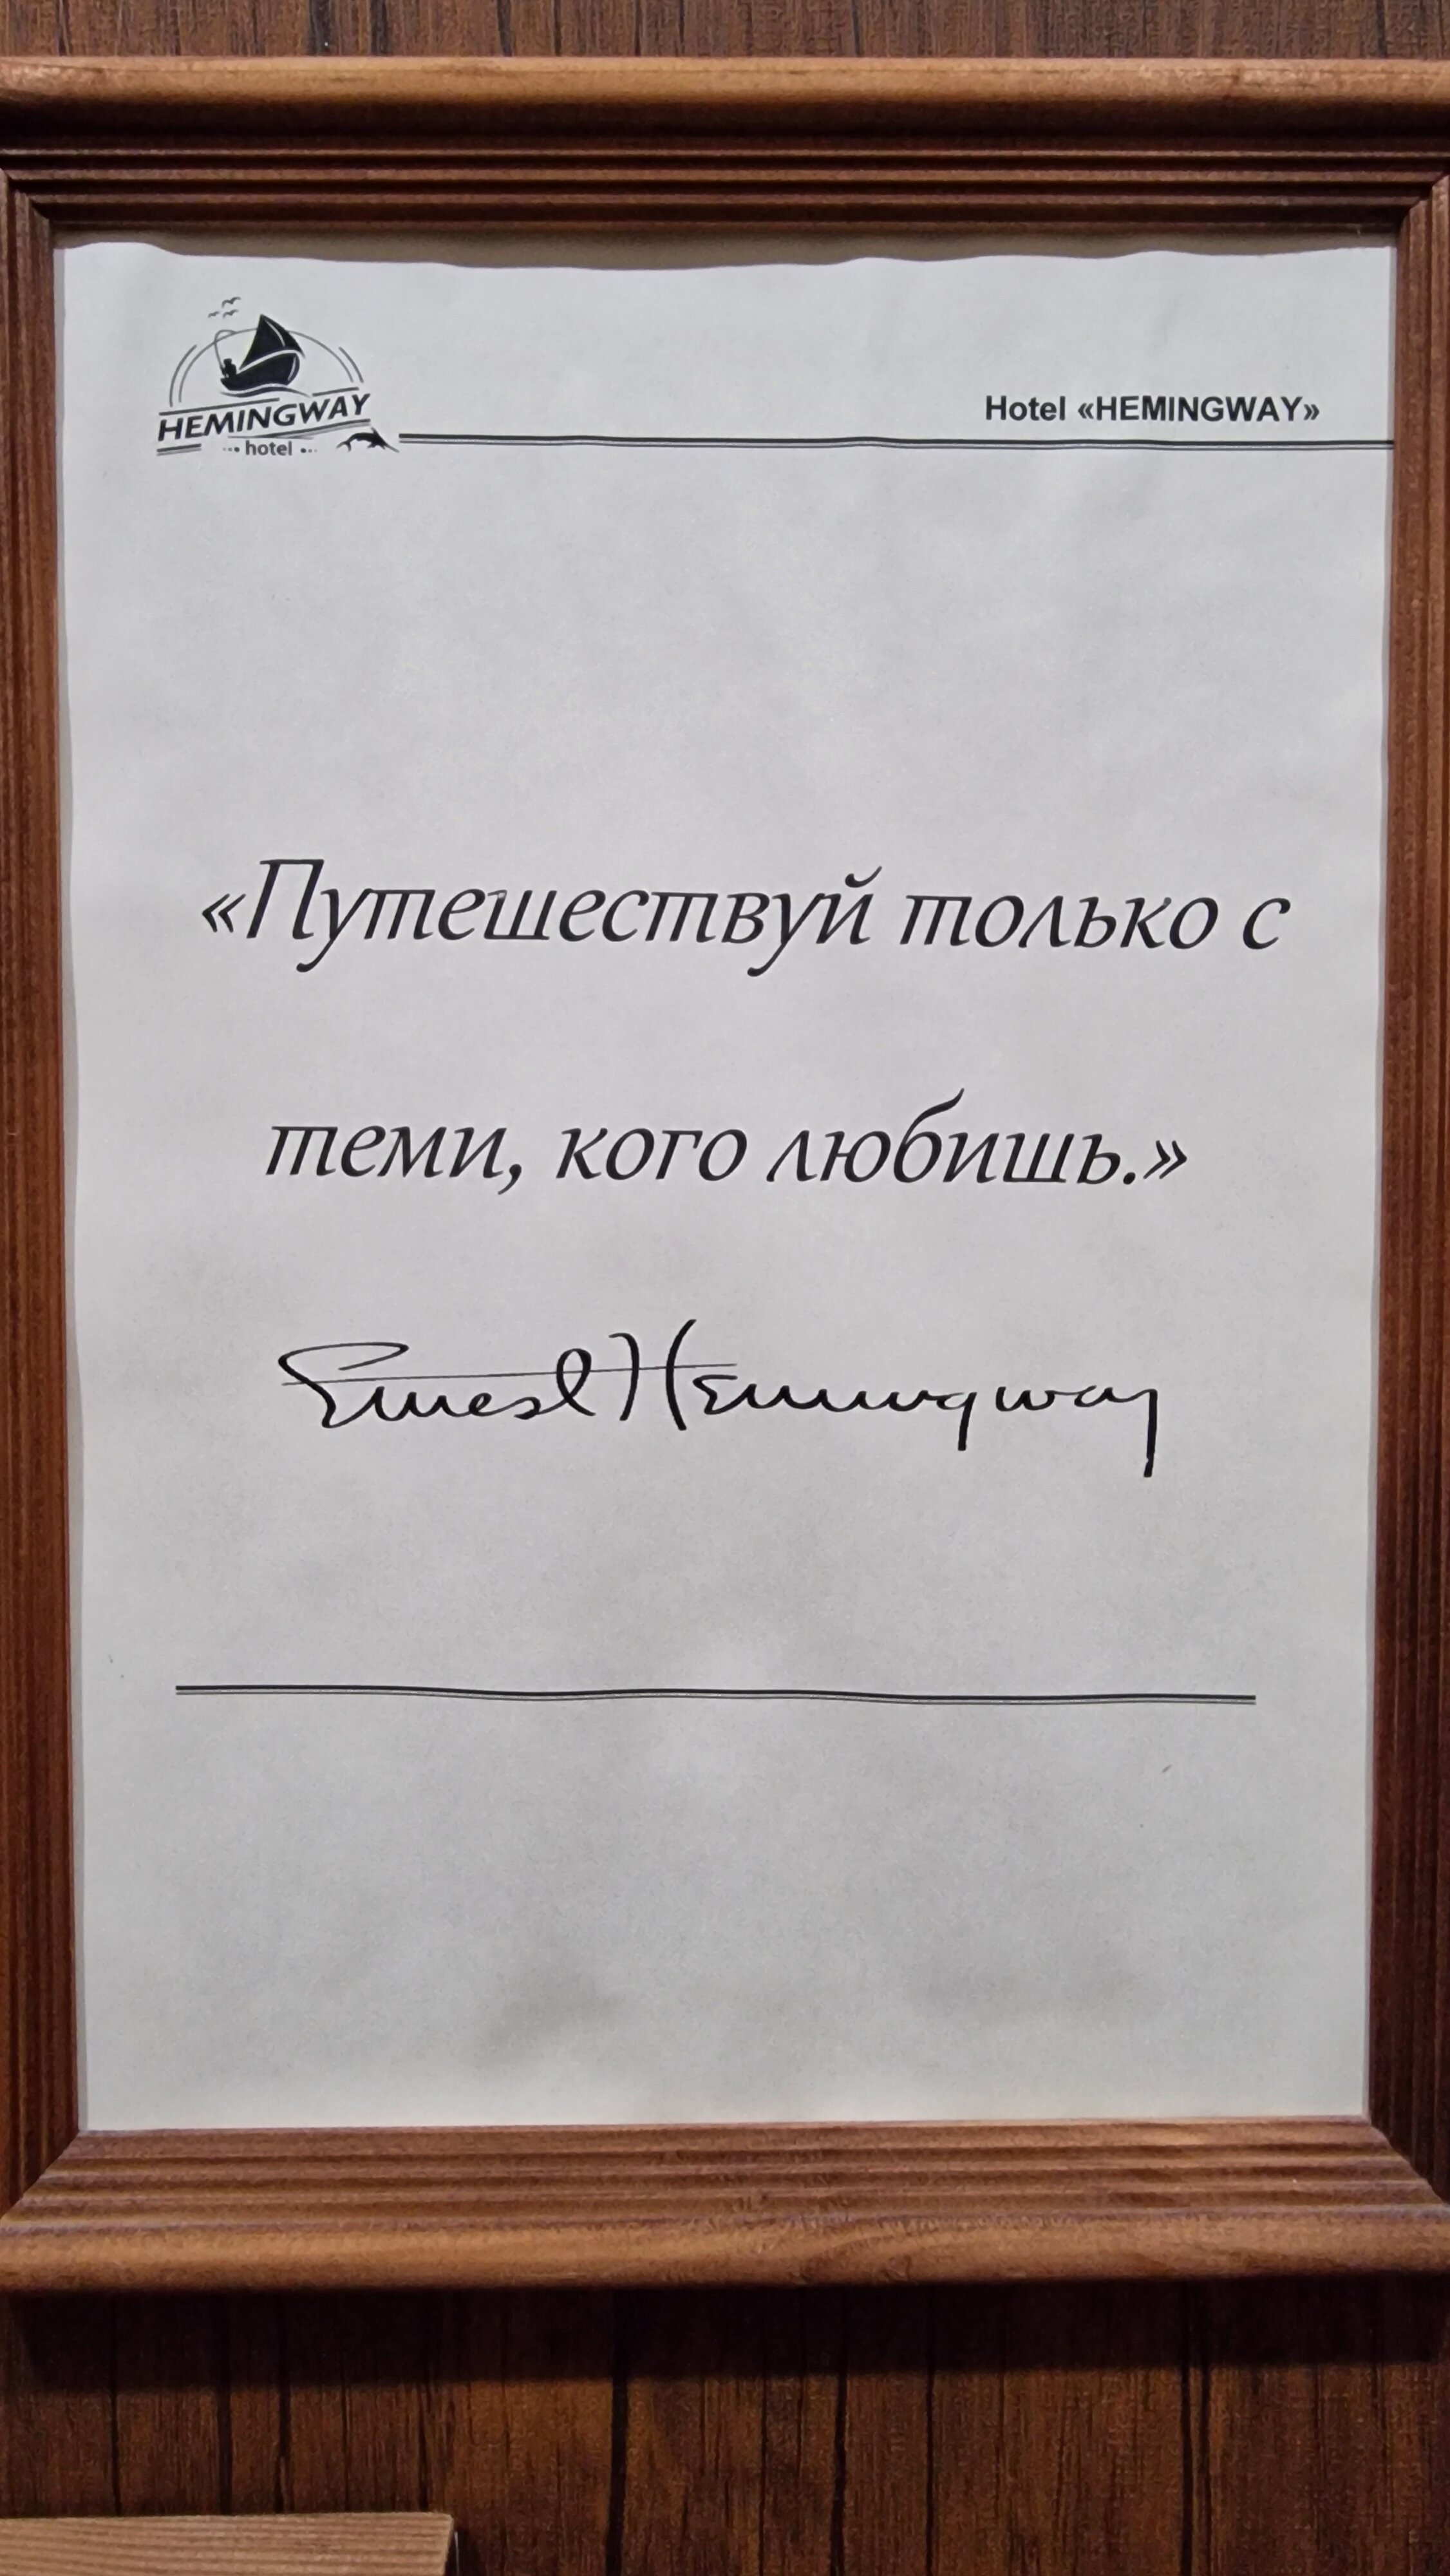 HEMINGWAY
hotel
Hotel «HEMINGWAY»
«Путешествуй только с
теми, кого любишь.»
Ernest Hemingway